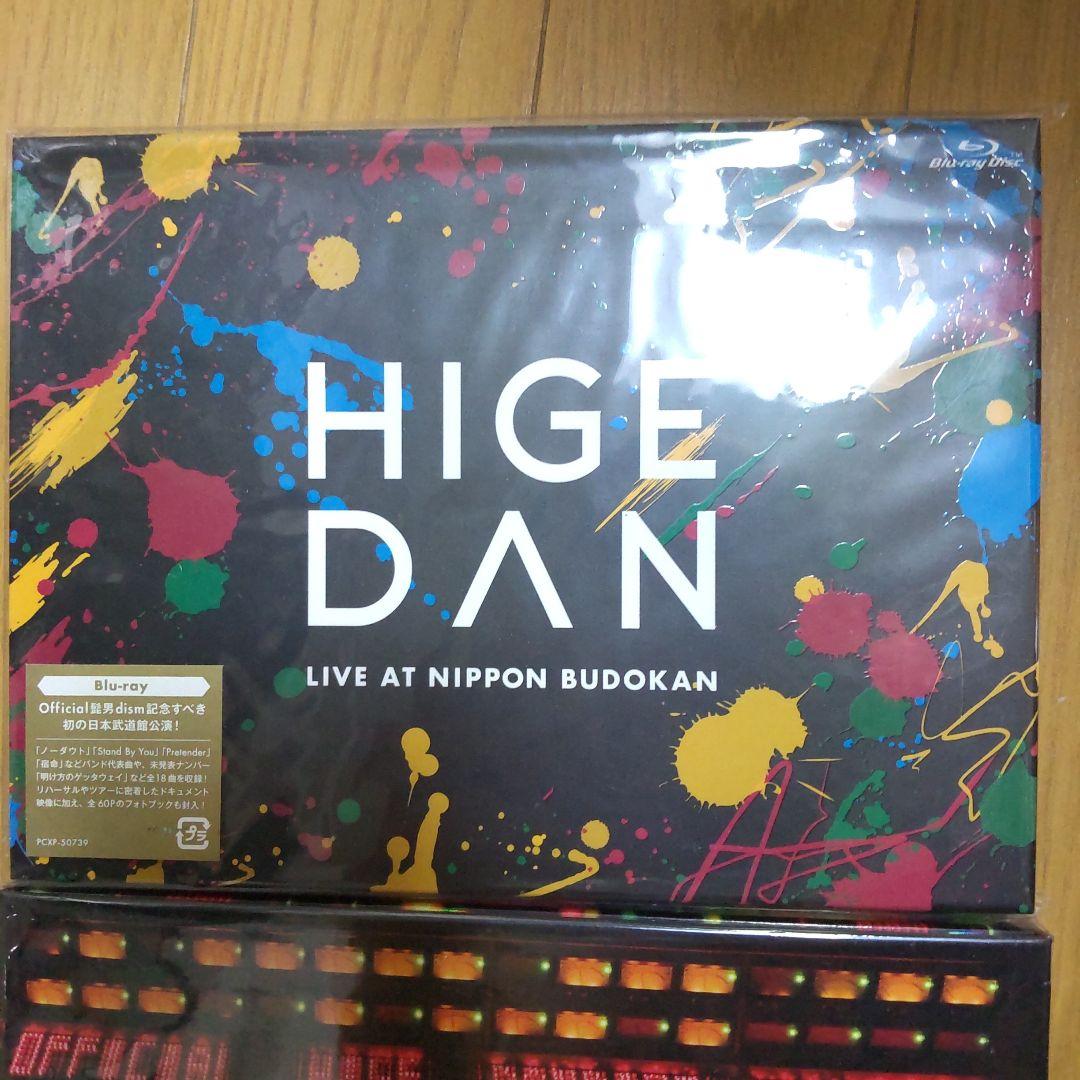 Blu-ray Disc
HIGE
DAN
LIVE AT NIPPON BUDOKAN
Blu-ray
Official髭男dism記念すべき
初の日本武道館公演！
「ノーダウト」「Stand By You」「Pretender」
「宿命」などバンド代表曲や、未発表ナンバー
「明け方のゲッタウェイ」など全18曲を収録！
リハーサルやツアーに密着したドキュメント
映像に加え、全60Pのフォトブックも封入！
プラ
PCXP-50739
OFFICIAL